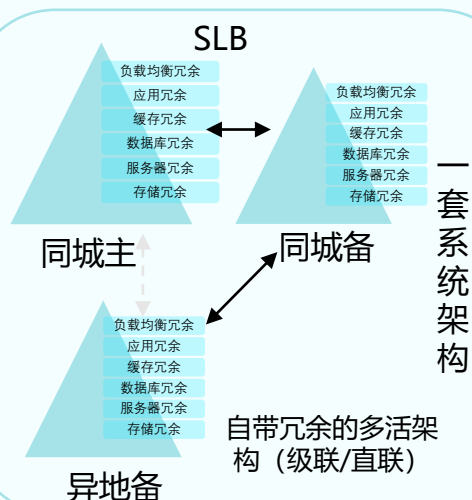 SLB
负载均衡冗余
应用冗余
缓存冗余
数据库冗余
服务器冗余
存储冗余
同城主
负载均衡冗余
应用冗余
缓存冗余
数据库冗余
服务器冗余
存储冗余
同城备
一套系统架构
负载均衡冗余
应用冗余
缓存冗余
数据库冗余
服务器冗余
存储冗余
异地备
自带冗余的多活架
构（级联/直联）